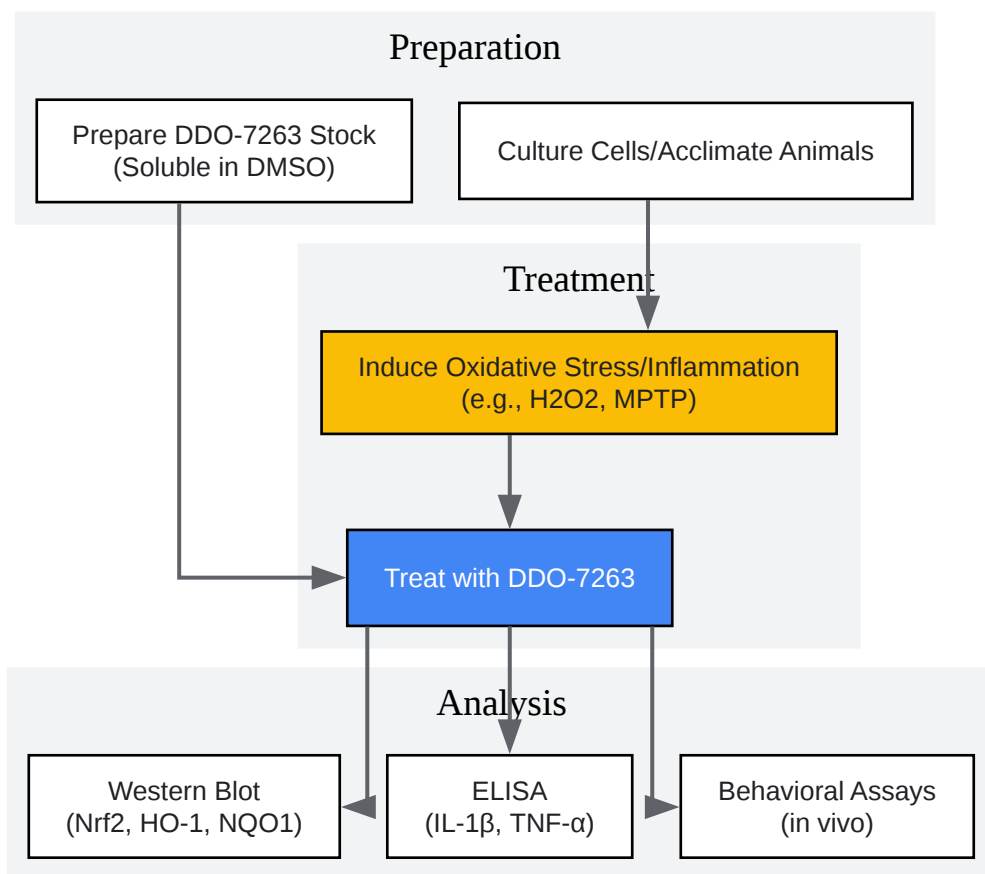 Preparation
Prepare DDO-7263 Stock
(Soluble in DMSO)
Culture Cells/Acclimate Animals
Treatment
Induce Oxidative Stress/Inflammation
(e.g., H2O2, MPTP)
Treat with DDO-7263
Analysis
Western Blot
(Nrf2, HO-1, NQO1)
ELISA
(IL-1β, TNF-α)
Behavioral Assays
(in vivo)